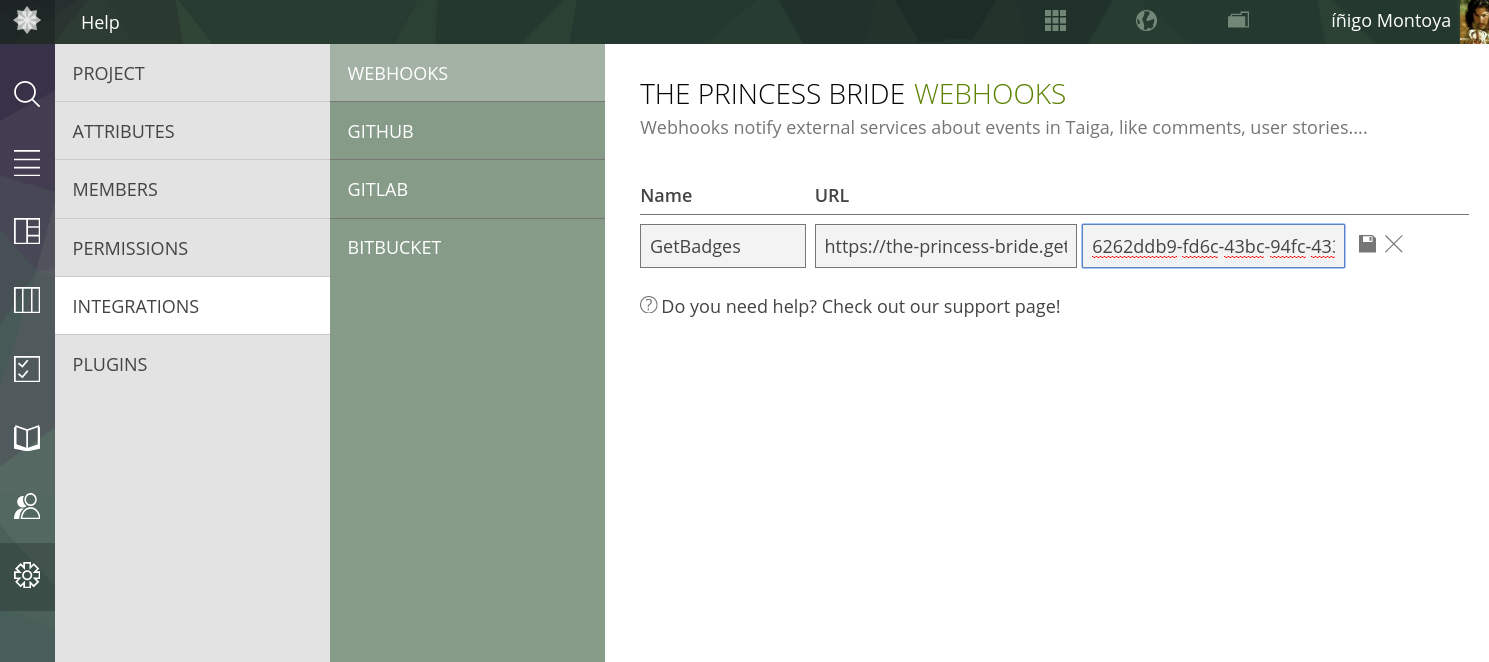 Help
íñigo Montoya
PROJECT
ATTRIBUTES
MEMBERS
PERMISSIONS
INTEGRATIONS
PLUGINS
WEBHOOKS
GITHUB
GITLAB
BITBUCKET
THE PRINCESS BRIDE WEBHOOKS
Webhooks notify external services about events in Taiga, like comments, user stories....
Name URL
GetBadges https://the-princess-bride.get 6262ddb9-fd6c-43bc-94fc-433
Do you need help? Check out our support page!